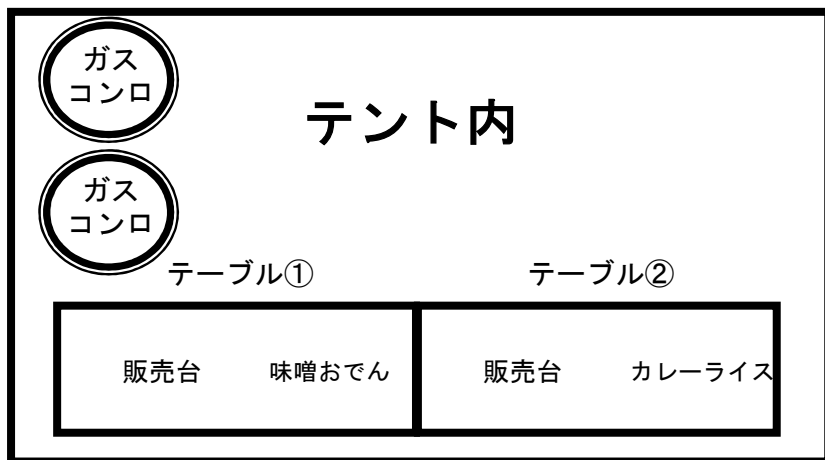 ガス
コンロ
テント内
ガス
コンロ
テーブル① テーブル②
販売台 味噌おでん 販売台 カレーライス